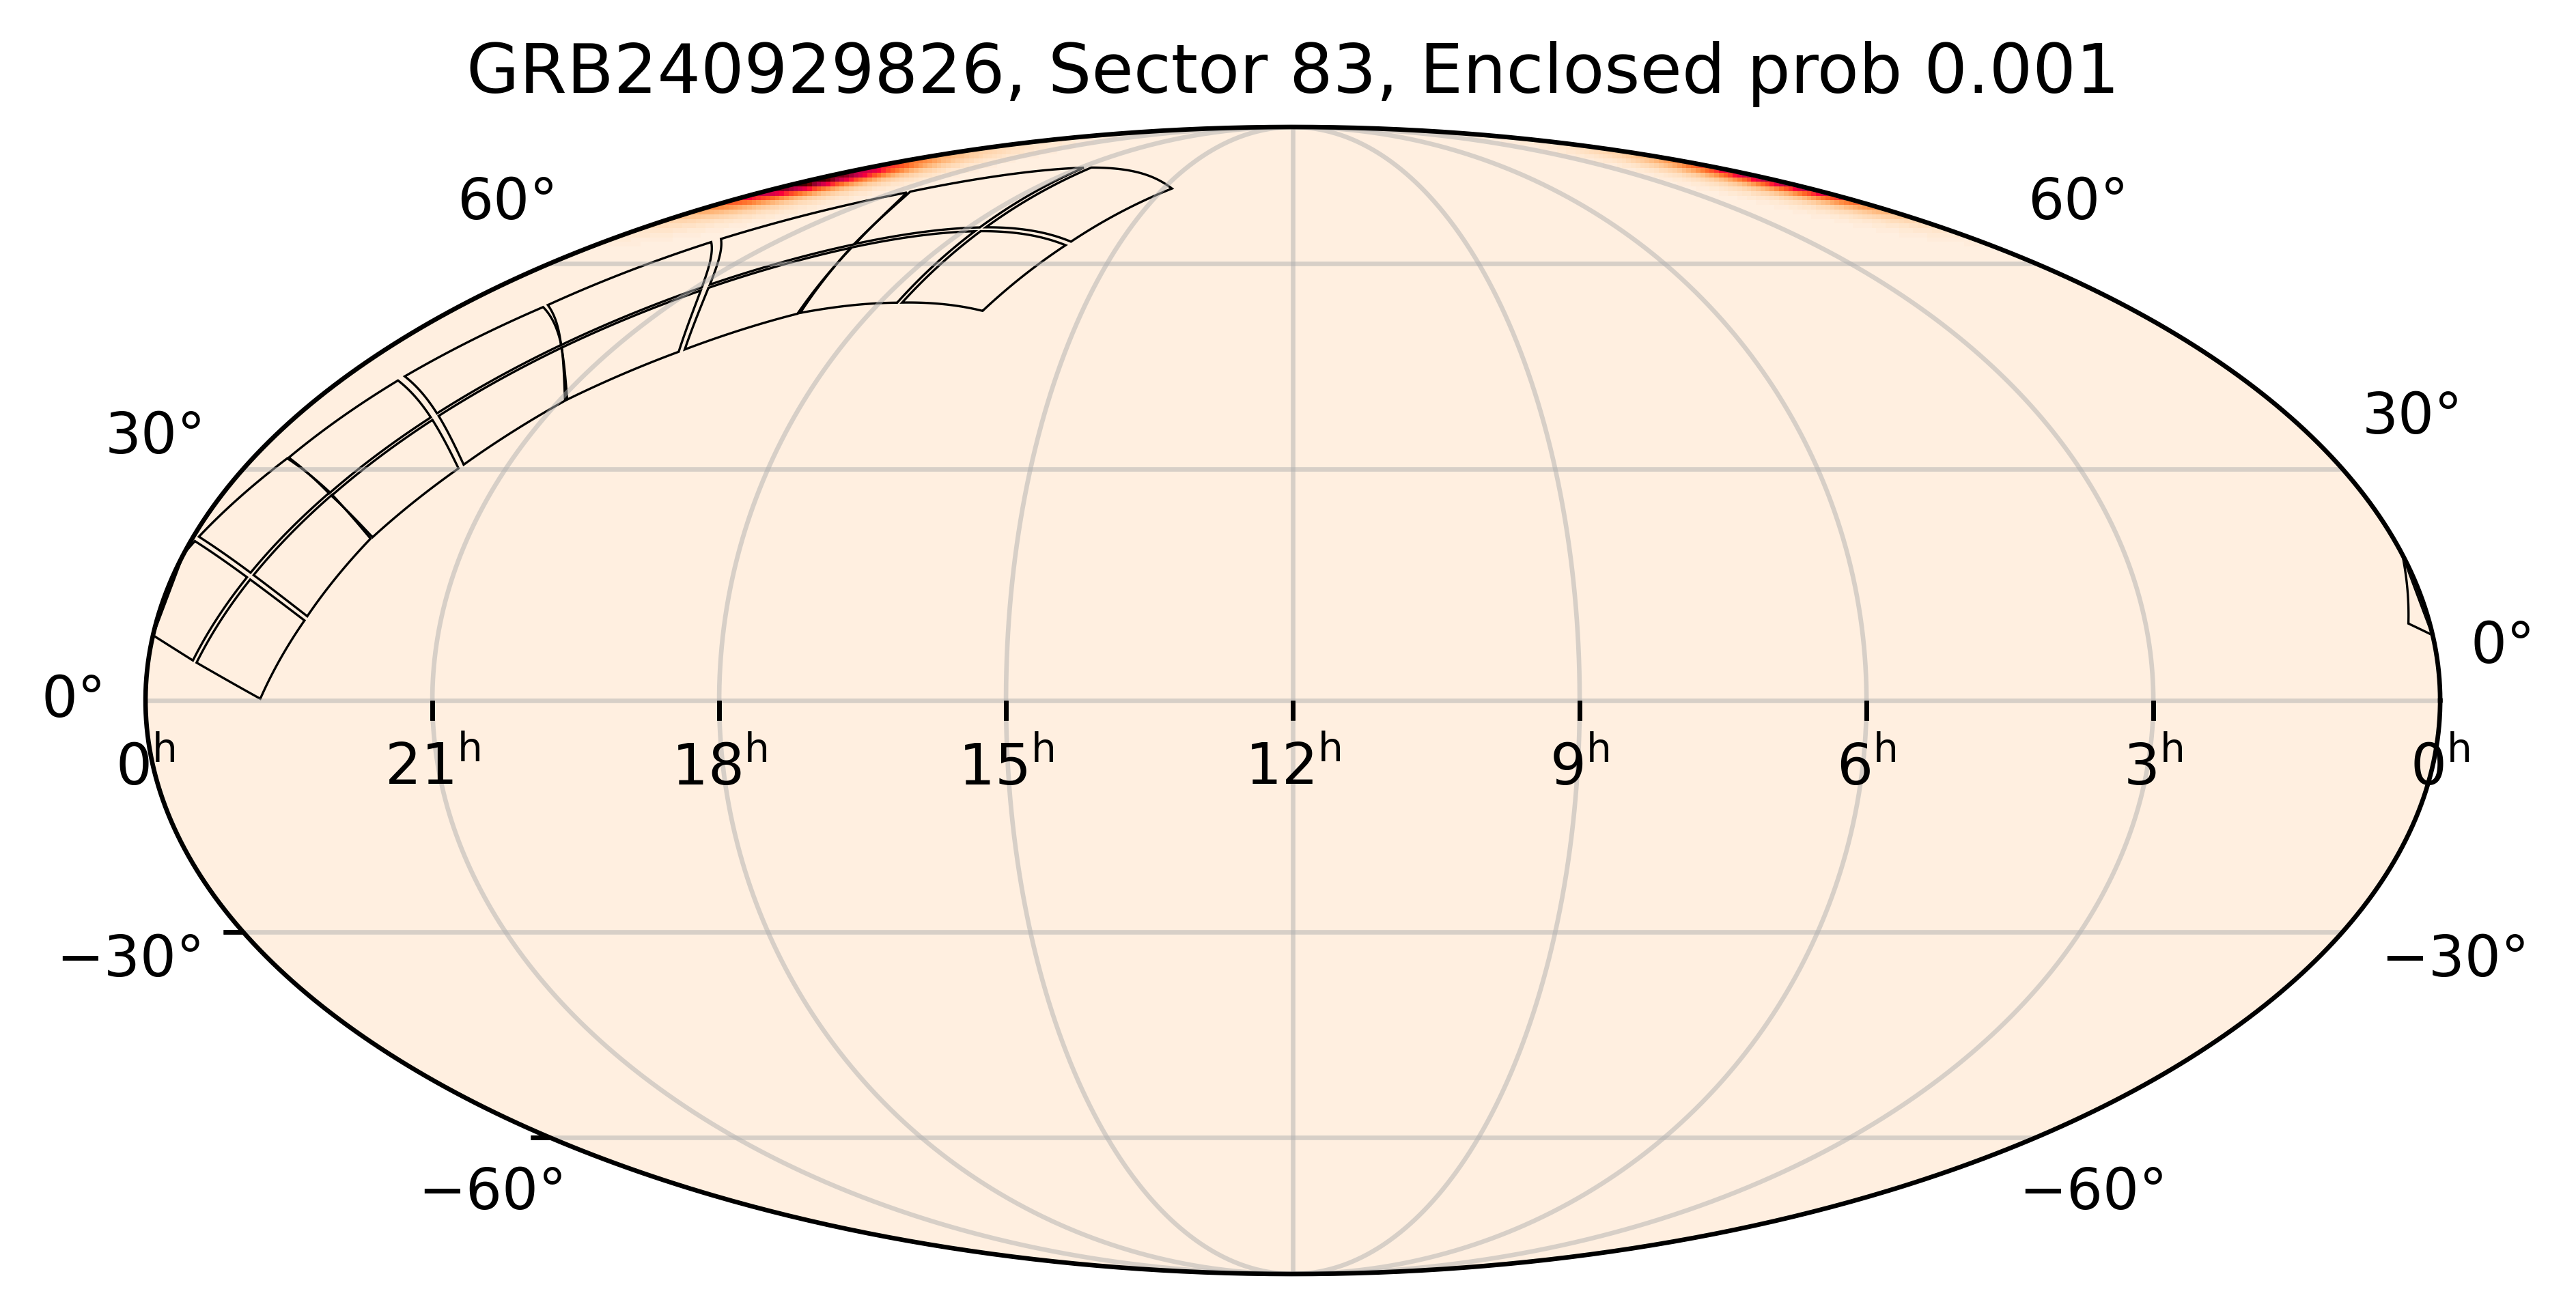 GRB240929826, Sector 83, Enclosed prob 0.001
60° 60°
30° 30°
0° 0°
0ʰ 21ʰ 18ʰ 15ʰ 12ʰ 9ʰ 6ʰ 3ʰ 0ʰ
−30° −30°
−60° −60°